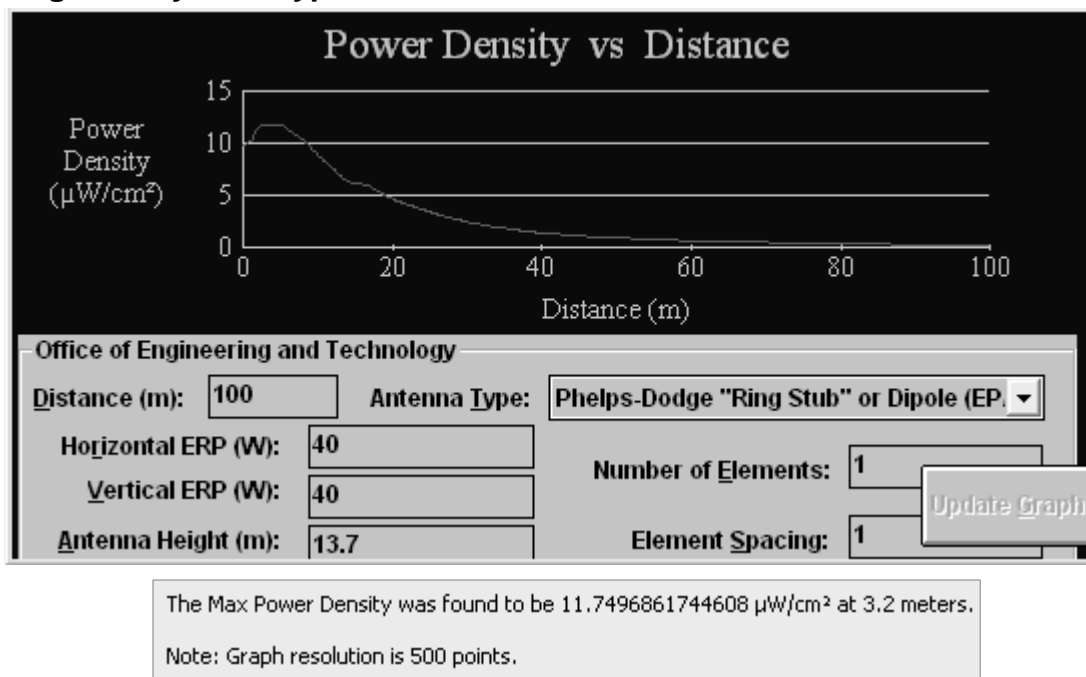 Power Density vs Distance
15
Power
Density
(µW/cm²)
10
5
0
0 20 40 60 80 100
Distance (m)
Office of Engineering and Technology
Distance (m): 100 Antenna Type: Phelps-Dodge "Ring Stub" or Dipole (EP.
Horizontal ERP (W): 40 Number of Elements: 1
Vertical ERP (W): 40 Update Graph
Antenna Height (m): 13.7 Element Spacing: 1
The Max Power Density was found to be 11.7496861744608 µW/cm² at 3.2 meters.
Note: Graph resolution is 500 points.